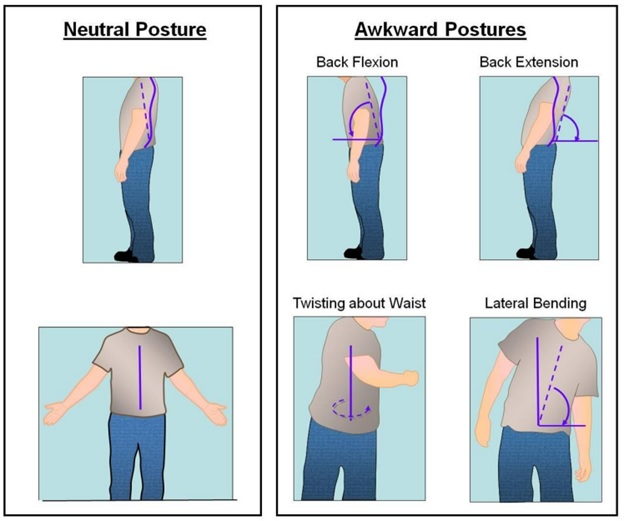 Neutral Posture
Awkward Postures
Back Flexion
Back Extension
Twisting about Waist
Lateral Bending